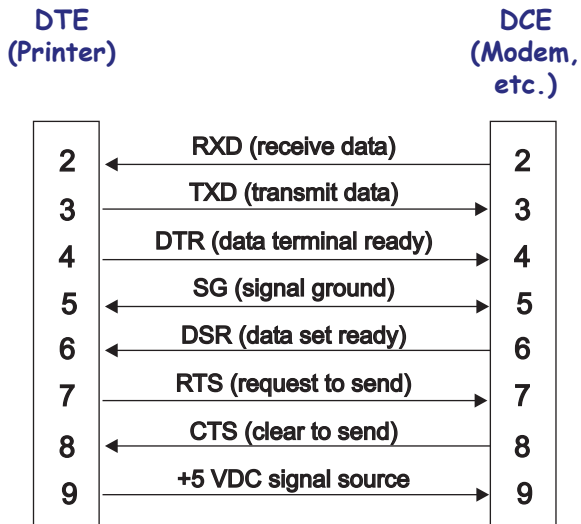 DTE
(Printer)
DCE
(Modem,
etc.)
2 RXD (receive data) 2
3 TXD (transmit data) 3
4 DTR (data terminal ready) 4
5 SG (signal ground) 5
6 DSR (data set ready) 6
7 RTS (request to send) 7
8 CTS (clear to send) 8
9 +5 VDC signal source 9